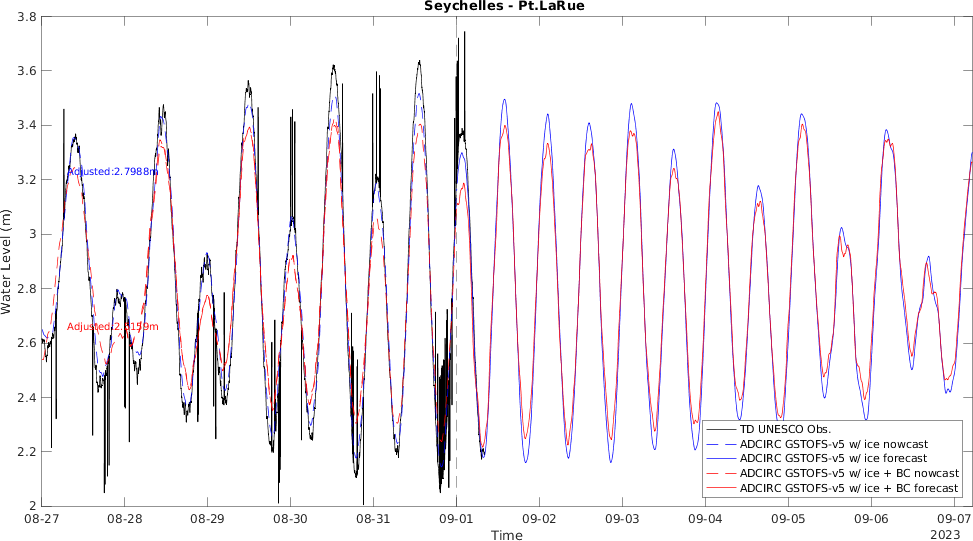 Seychelles - Pt.LaRue
3.8
3.6
3.4
3.2
3
2.8
2.6
2.4
2.2
2
Water Level (m)
Adjusted:2.7988m
TD UNESCO Obs.
ADCIRC GSTOFS-v5 w/ ice nowcast
ADCIRC GSTOFS-v5 w/ ice forecast
ADCIRC GSTOFS-v5 w/ ice + BC nowcast
ADCIRC GSTOFS-v5 w/ ice + BC forecast
08-27 08-28 08-29 08-30 08-31 09-01 09-02 09-03 09-04 09-05 09-06 09-07
Time
2023